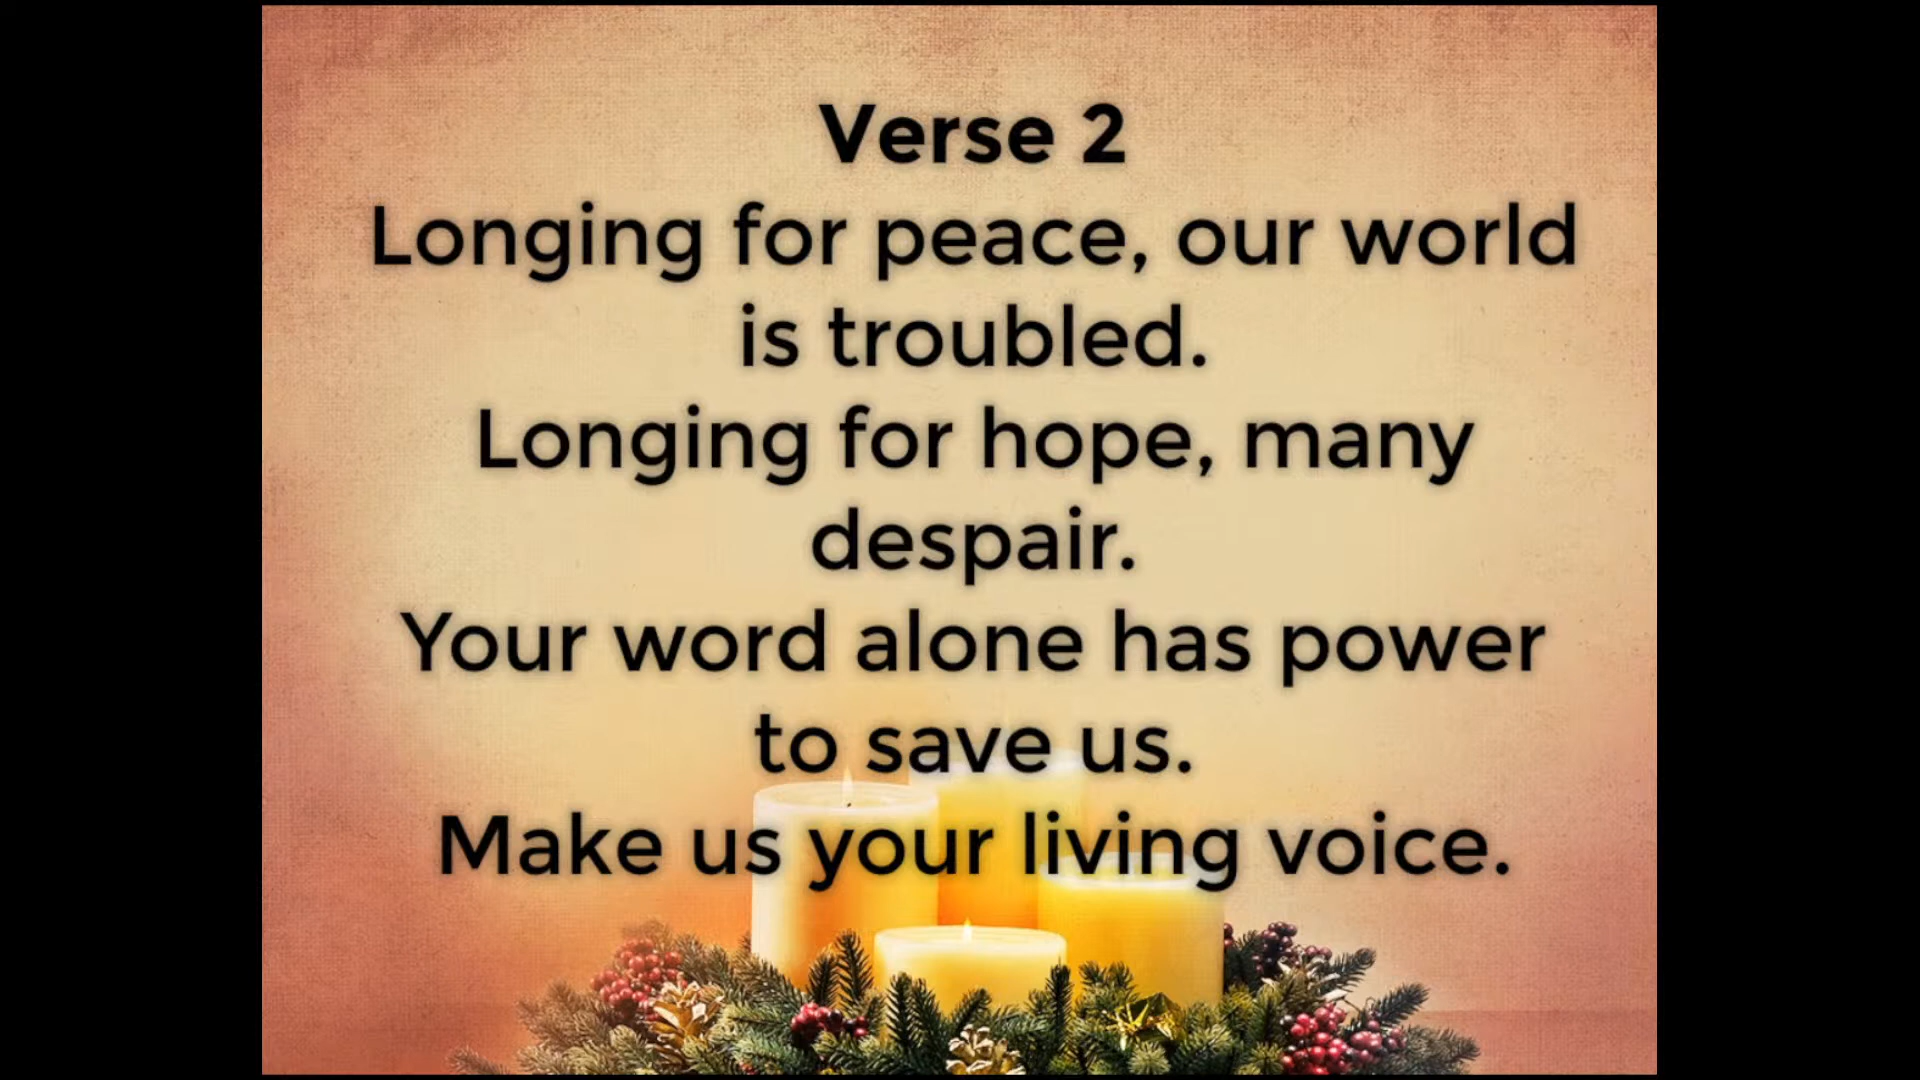 Verse 2
Longing for peace, our world
is troubled.
Longing for hope, many
despair.
Your word alone has power
to save us.
Make us your living voice.